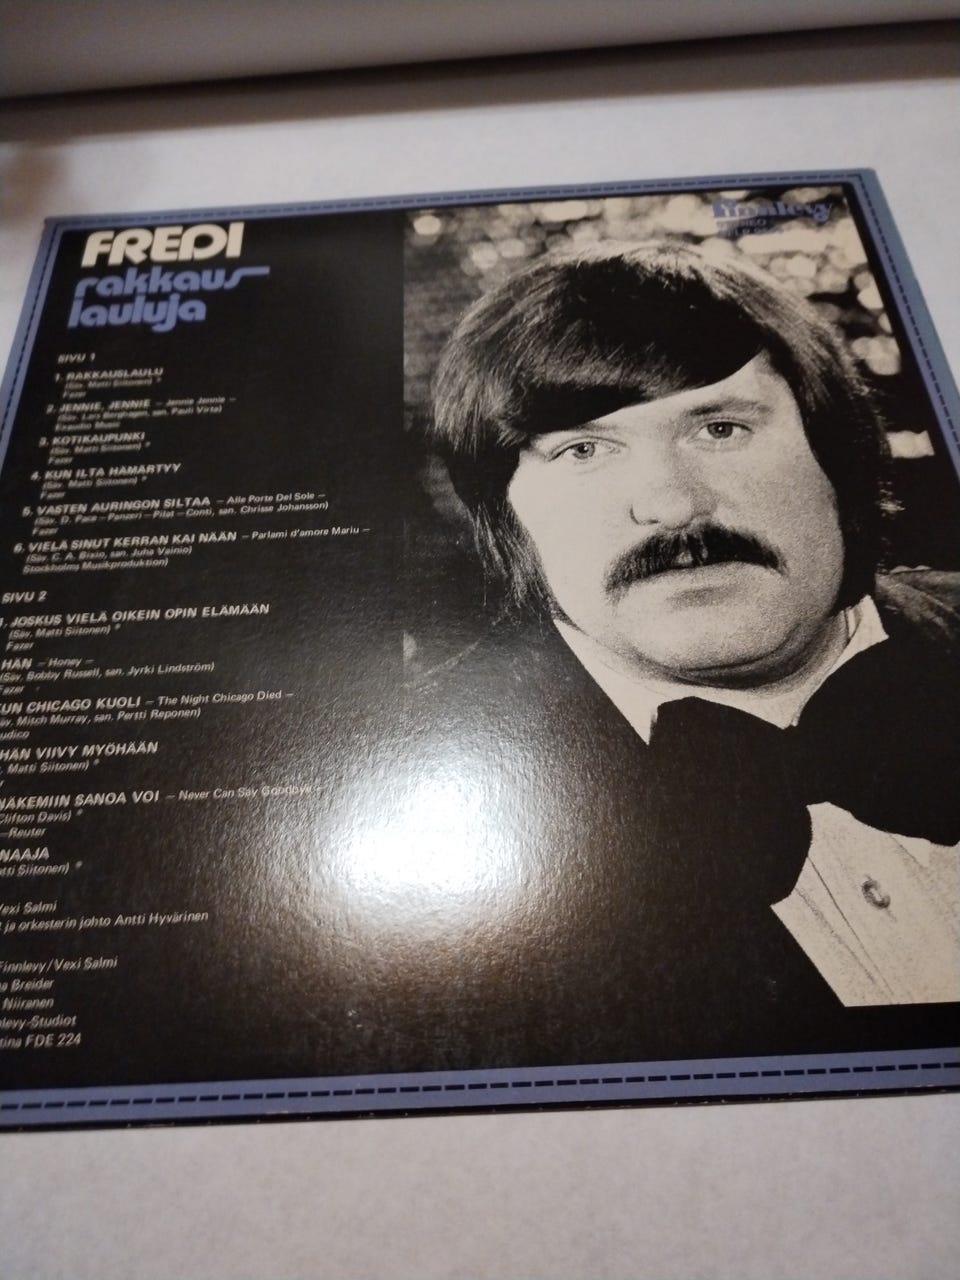 FREDI
rakkaus
lauluja
finnlevy
STEREO
SIVU 1
1. RAKKAUSLAULU
(Säv. Matti Siitonen) *
Fazer
2. JENNIE, JENNIE – Jennie Jennie –
(Säv. Lars Berghagen, san. Pauli Virta)
Exaudio Music
3. KOTIKAUPUNKI
(Säv. Matti Siitonen) *
Fazer
4. KUN ILTA HÄMÄRTYY
(Säv. Matti Siitonen) *
Fazer
5. VASTEN AURINGON SILTAA – Alle Porte Del Sole –
(Säv. D. Pace – Panzeri – Pilat – Conti, san. Chrisse Johansson)
Fazer
6. VIELÄ SINUT KERRAN KAI NÄÄN – Parlami d'amore Mariu –
(Säv. C. A. Bixio, san. Juha Vainio)
Stockholms Musikproduktion)
SIVU 2
1. JOSKUS VIELÄ OIKEIN OPIN ELÄMÄÄN
(Säv. Matti Siitonen) *
Fazer
HÄN – Honey –
(Säv. Bobby Russell, san. Jyrki Lindström)
Fazer
KUN CHICAGO KUOLI – The Night Chicago Died –
äv. Mitch Murray, san. Pertti Reponen)
udico
HÄN VIIVY MYÖHÄÄN
. Matti Siitonen) *
NÄKEMIIN SANOA VOI – Never Can Say Goodbye –
Clifton Davis) *
–Reuter
NAAJA
tti Siitonen) *
Vexi Salmi
t ja orkesterin johto Antti Hyvärinen
Finnlevy/Vexi Salmi
a Breider
Niiranen
levy-Studiot
tina FDE 224